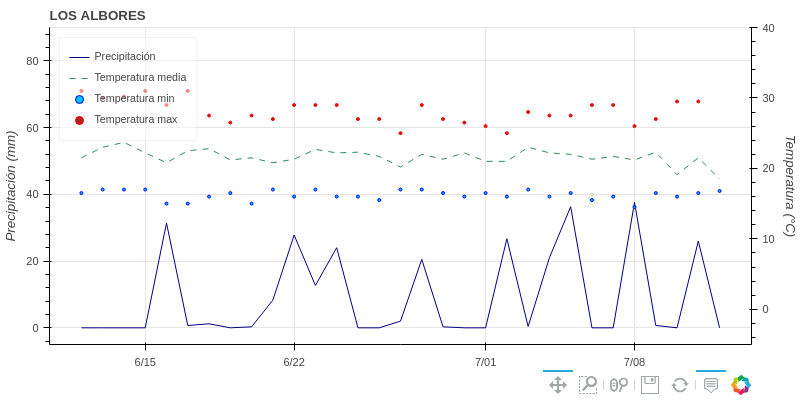 LOS ALBORES
Precipitación
Temperatura media
Temperatura min
Temperatura max
Precipitación (mm)
80
60
40
20
0
Temperatura (°C)
40
30
20
10
0
6/15
6/22
7/01
7/08